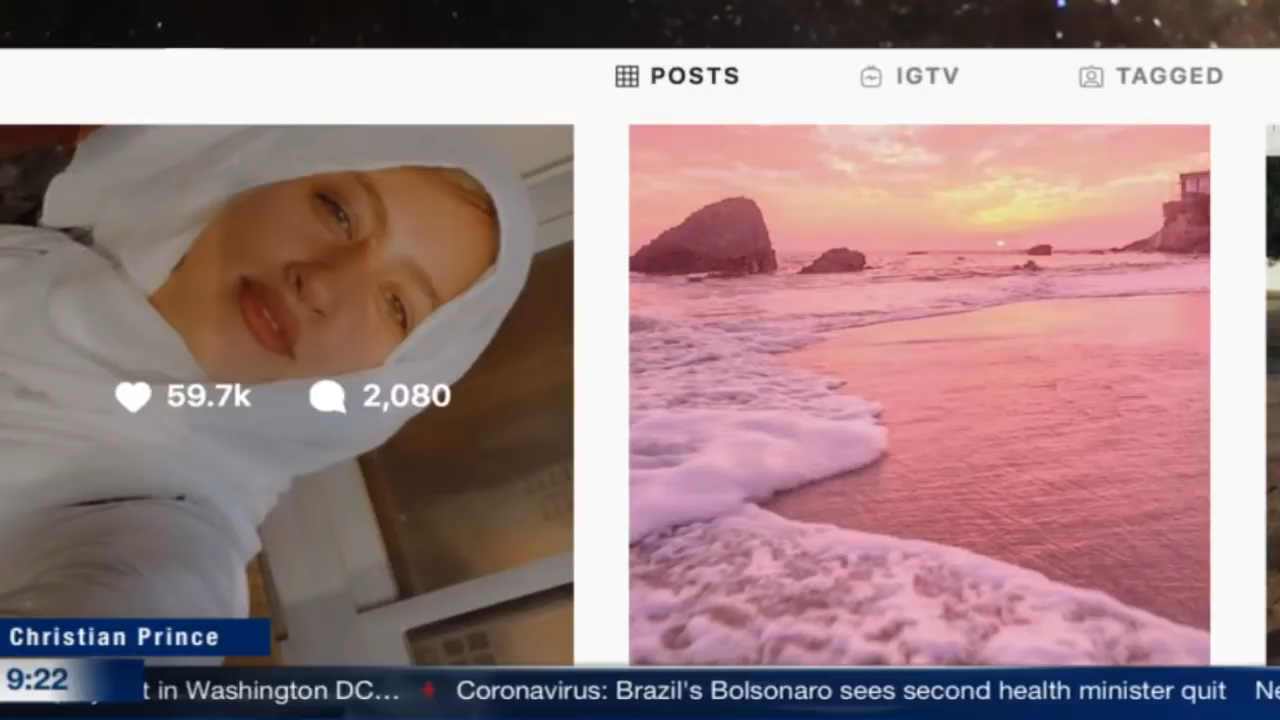 POSTS
IGTV
TAGGED
59.7k
2,080
Christian Prince
9:22
t in Washington DC... Coronavirus: Brazil's Bolsonaro sees second health minister quit Ne